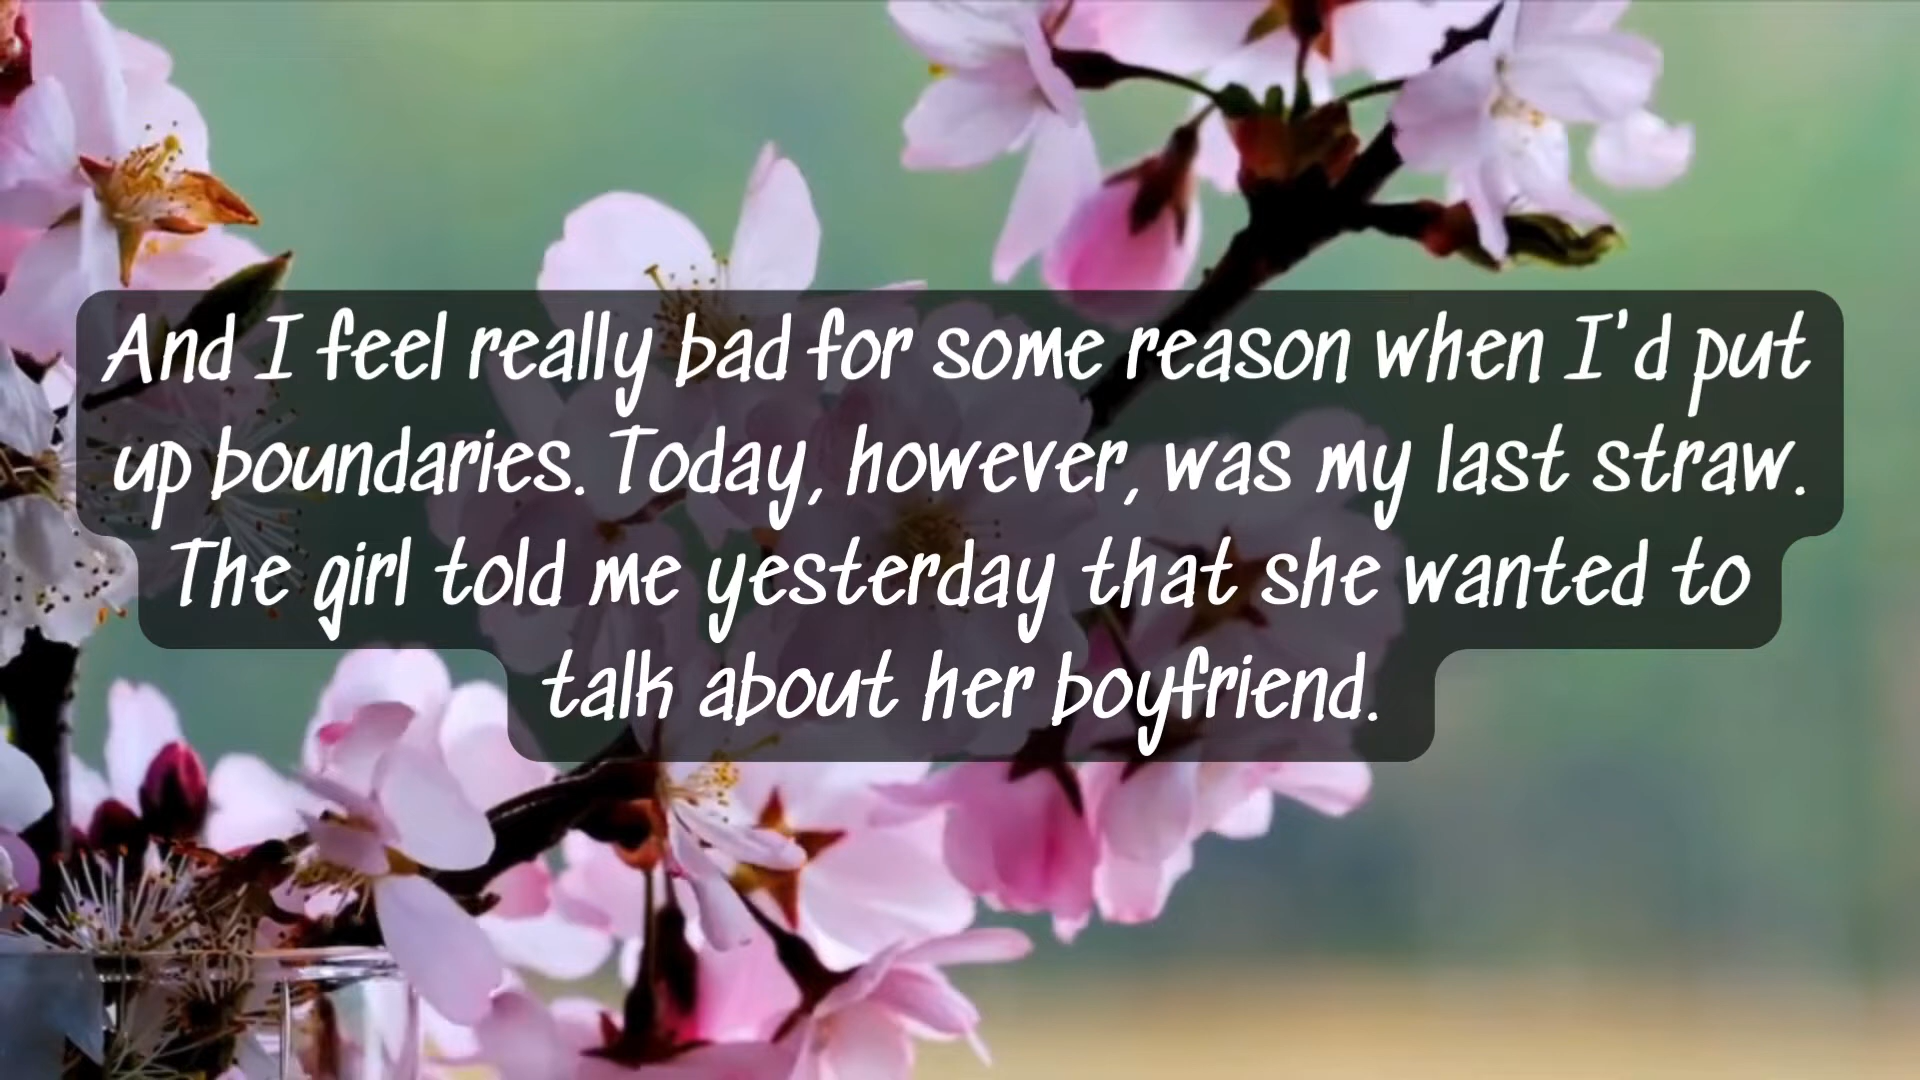 And I feel really bad for some reason when I'd put
up boundaries. Today, however, was my last straw.
The girl told me yesterday that she wanted to
talk about her boyfriend.